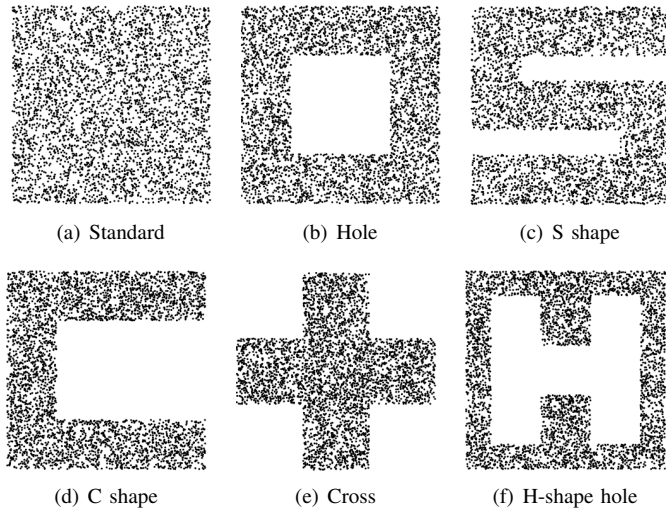 (a) Standard
(b) Hole
(c) S shape
(d) C shape
(e) Cross
(f) H-shape hole